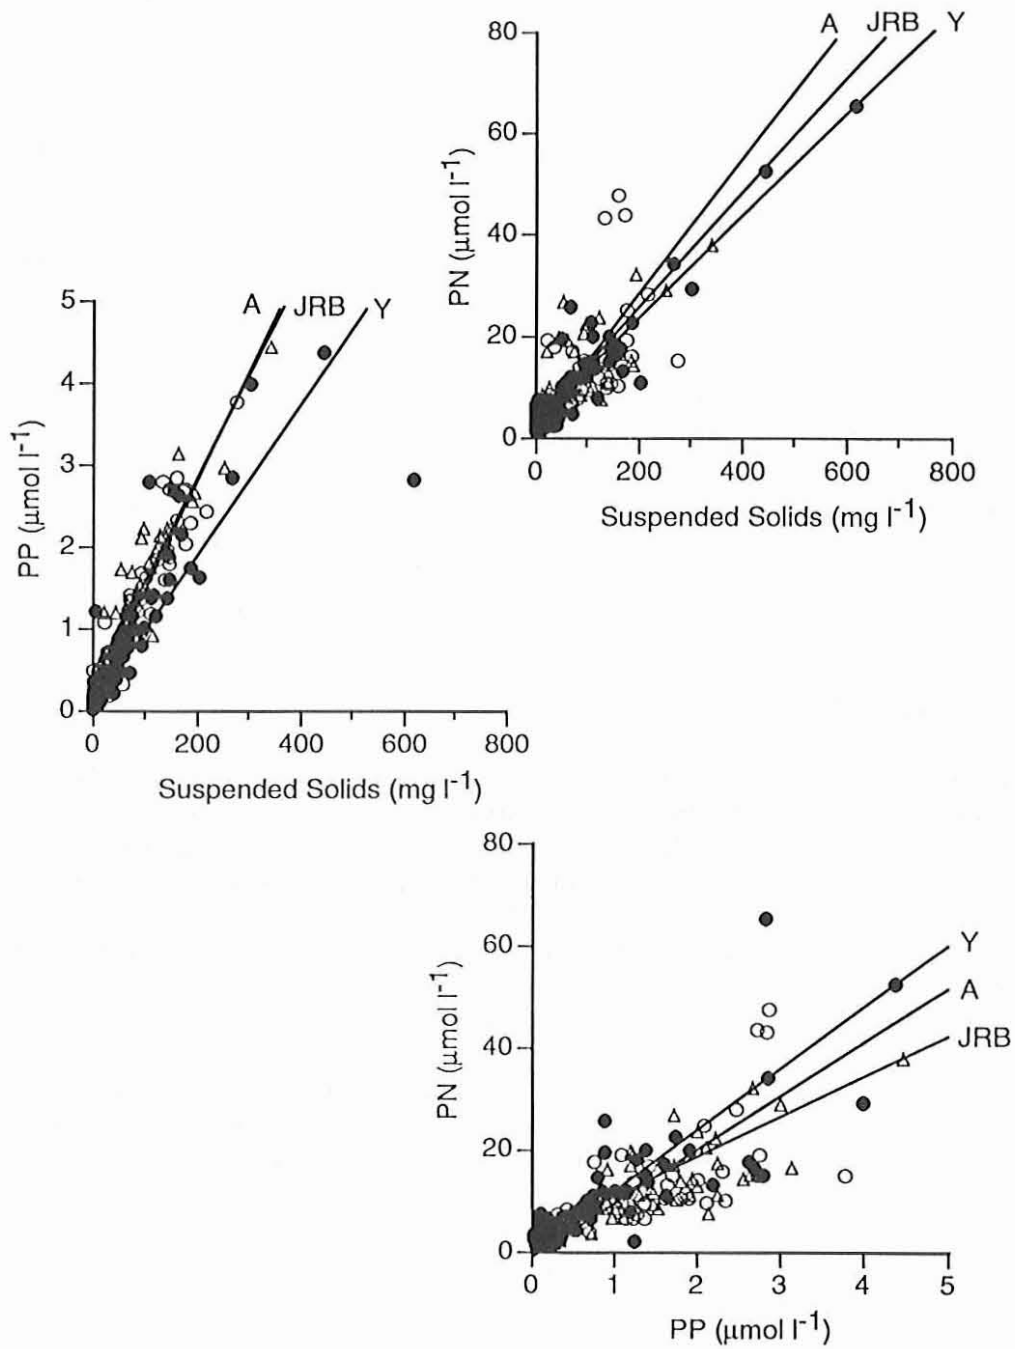 A JRB Y
80
60
40
20
0
PN (μmol l⁻¹)
0 200 400 600 800
Suspended Solids (mg l⁻¹)
A JRB Y
5
4
3
2
1
0
PP (μmol l⁻¹)
0 200 400 600 800
Suspended Solids (mg l⁻¹)
80
60
40
20
0
PN (μmol l⁻¹)
Y
A
JRB
0 1 2 3 4 5
PP (μmol l⁻¹)